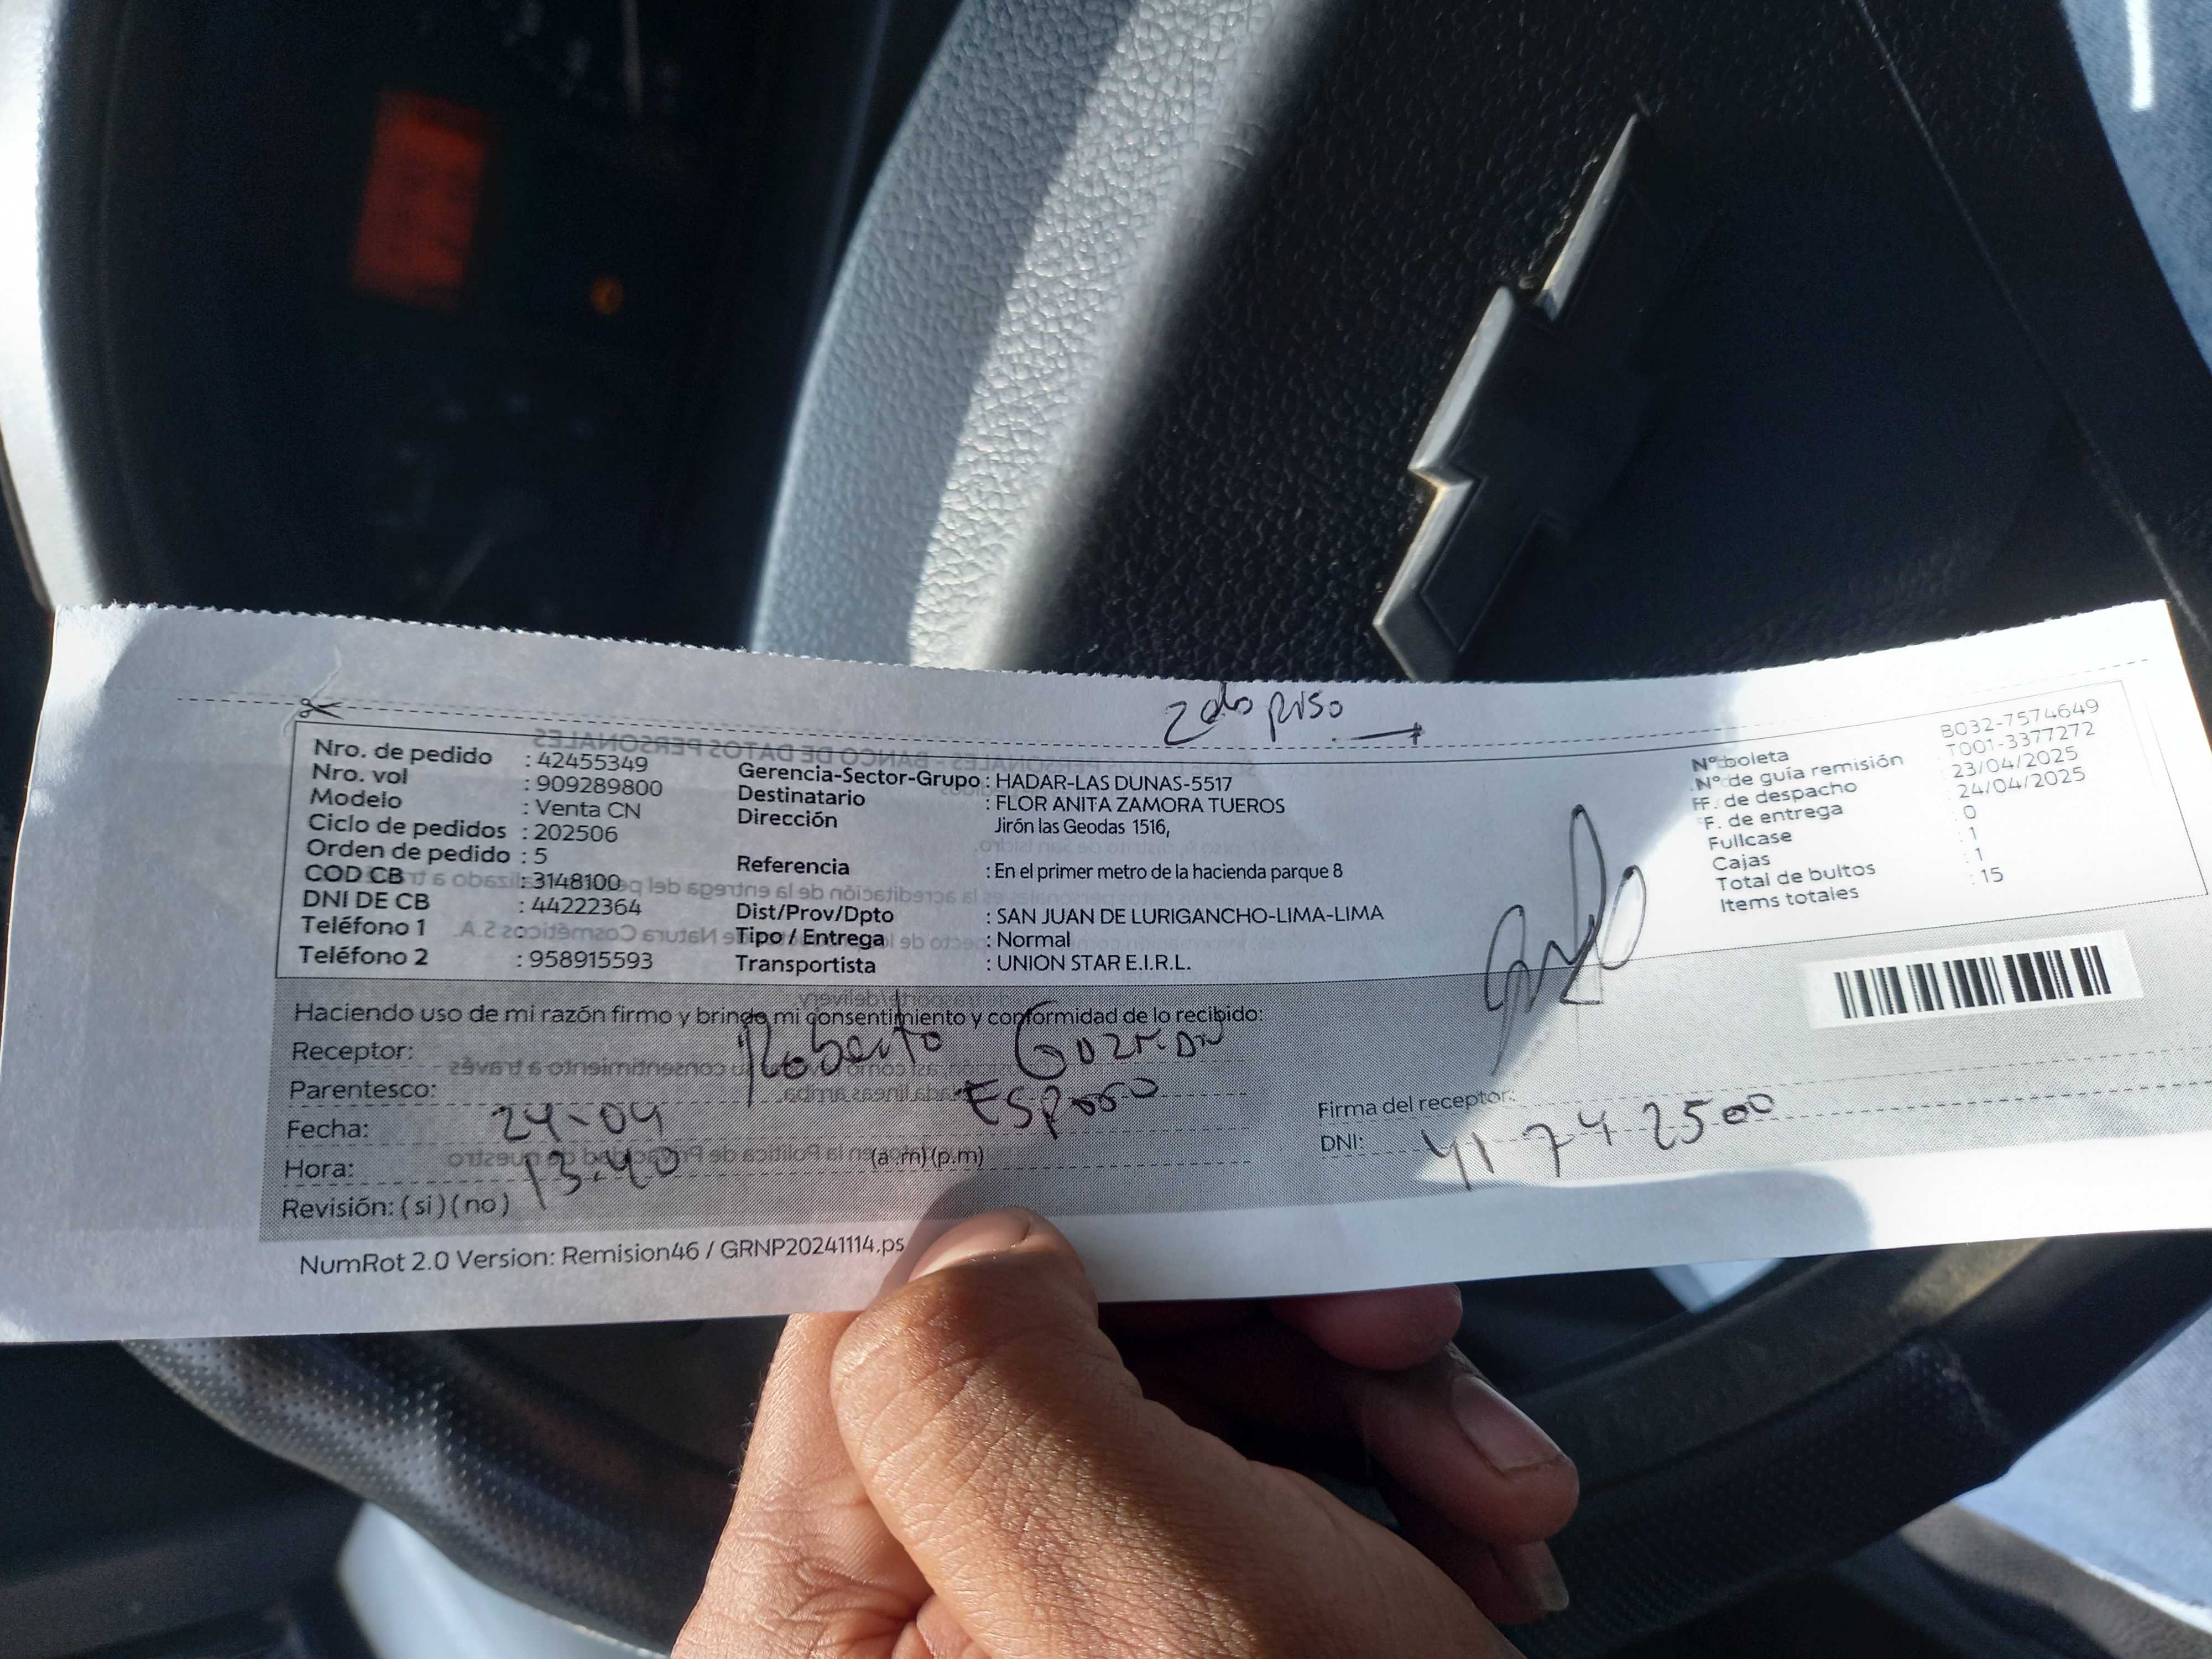 2do piso
Nro. de pedido : 42455349
Nro. vol : 909289800
Modelo : Venta CN
Ciclo de pedidos : 202506
Orden de pedido : 5
COD CB : 3148100
DNI DE CB : 44222364
Teléfono 1 :
Teléfono 2 : 958915593
Gerencia-Sector-Grupo : HADAR-LAS DUNAS-5517
Destinatario : FLOR ANITA ZAMORA TUEROS
Dirección Jirón las Geodas 1516,
Referencia : En el primer metro de la hacienda parque 8
Dist/Prov/Dpto : SAN JUAN DE LURIGANCHO-LIMA-LIMA
Tipo / Entrega : Normal
Transportista : UNION STAR E.I.R.L.
N° boleta B032-7574649
N° de guía remisión T001-3377272
F. de despacho 23/04/2025
F. de entrega : 24/04/2025
Fullcase : 0
Cajas : 1
Total de bultos : 1
Items totales : 15
Haciendo uso de mi razón firmo y brindo mi consentimiento y conformidad de lo recibido:
Receptor: Roberto
Parentesco: Esposo
Fecha: 24-04
Hora: 13-40 (a.m) (p.m)
Revisión: (si) (no)
Firma del receptor:
DNI: 41742500
NumRot 2.0 Version: Remision46 / GRNP20241114.ps